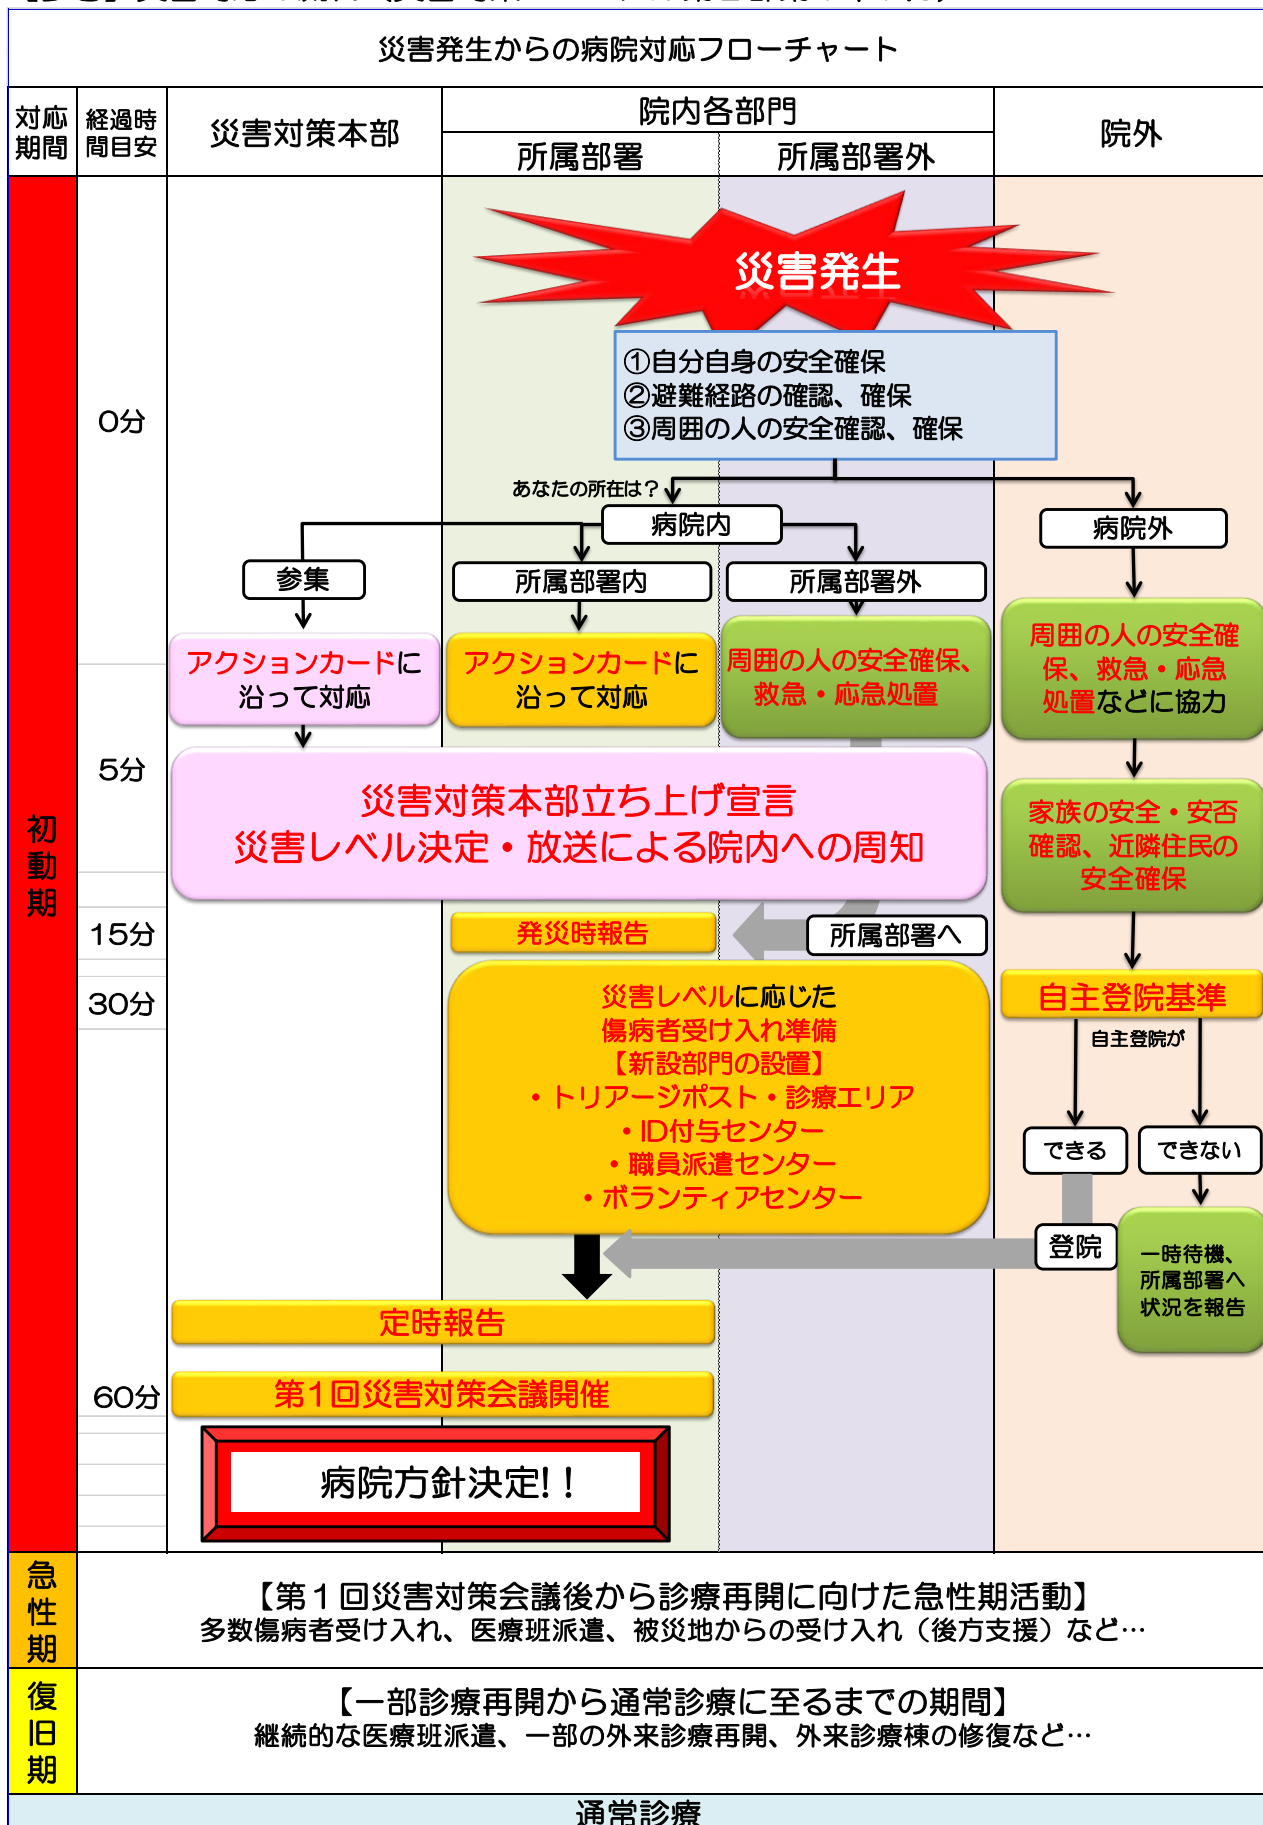 災害発生からの病院対応フローチャート
対応
期間
経過時
間目安
災害対策本部
院内各部門
所属部署
所属部署外
院外
災害発生
①自分自身の安全確保
②避難経路の確認、確保
③周囲の人の安全確認、確保
0分
あなたの所在は？
病院内
病院外
参集
所属部署内
所属部署外
アクションカードに
沿って対応
アクションカードに
沿って対応
周囲の人の安全確保、
救急・応急処置
周囲の人の安全確
保、救急・応急
処置などに協力
5分
災害対策本部立ち上げ宣言
災害レベル決定・放送による院内への周知
家族の安全・安否
確認、近隣住民の
安全確保
初
動
期
15分
発災時報告
所属部署へ
30分
災害レベルに応じた
傷病者受け入れ準備
【新設部門の設置】
・トリアージポスト・診療エリア
・ID付与センター
・職員派遣センター
・ボランティアセンター
自主登院基準
自主登院が
できる
できない
登院
一時待機、
所属部署へ
状況を報告
定時報告
60分
第1回災害対策会議開催
病院方針決定!！
急
性
期
【第１回災害対策会議後から診療再開に向けた急性期活動】
多数傷病者受け入れ、医療班派遣、被災地からの受け入れ（後方支援）など…
復
旧
期
【一部診療再開から通常診療に至るまでの期間】
継続的な医療班派遣、一部の外来診療再開、外来診療棟の修復など…
通常診療